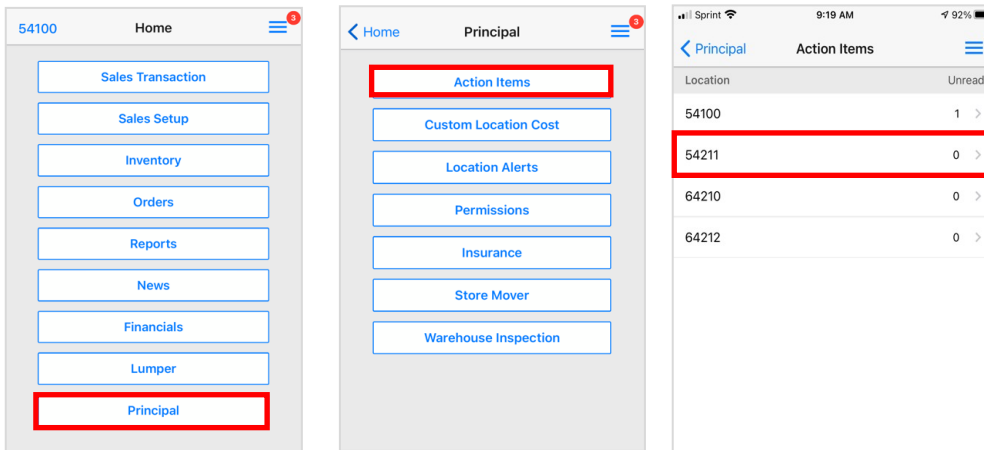 54100 Home 3
Sales Transaction
Sales Setup
Inventory
Orders
Reports
News
Financials
Lumper
Principal
Home Principal 3
Action Items
Custom Location Cost
Location Alerts
Permissions
Insurance
Store Mover
Warehouse Inspection
Sprint 9:19 AM 92%
Principal Action Items
Location Unread
54100 1
54211 0
64210 0
64212 0